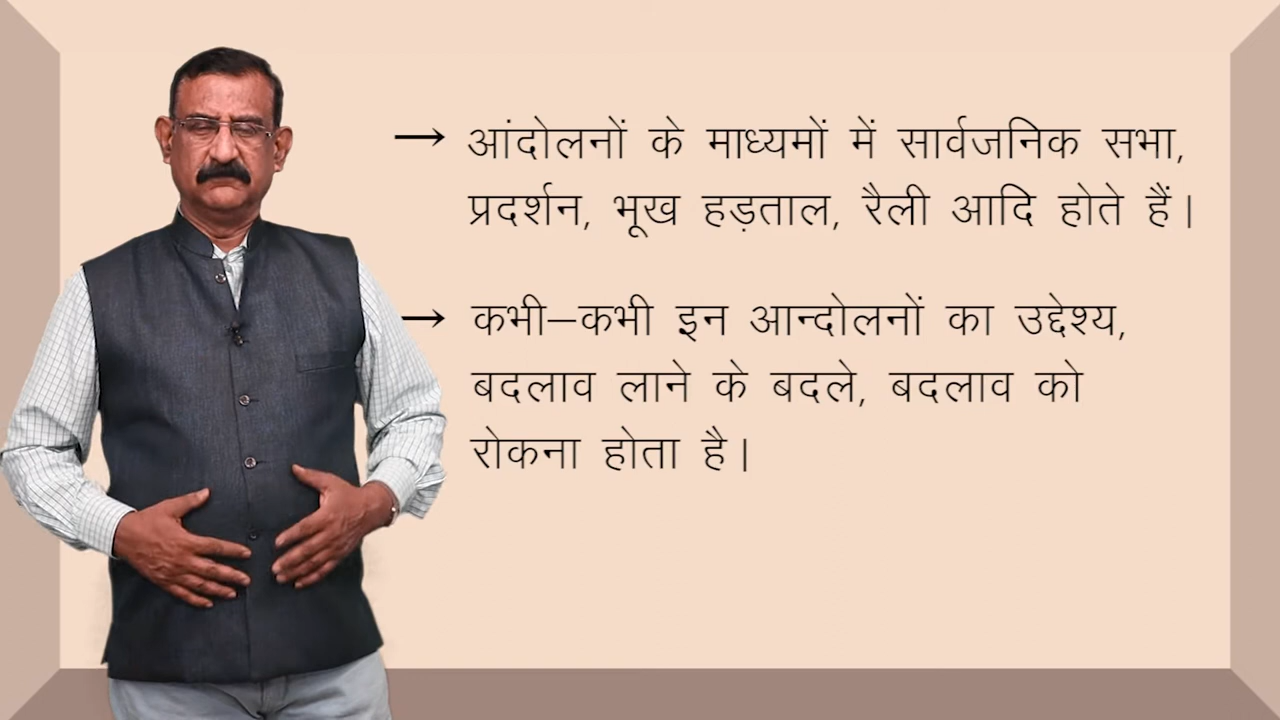 → आंदोलनों के माध्यमों में सार्वजनिक सभा,
प्रदर्शन, भूख हड़ताल, रैली आदि होते हैं।
→ कभी–कभी इन आन्दोलनों का उद्देश्य,
बदलाव लाने के बदले, बदलाव को
रोकना होता है।